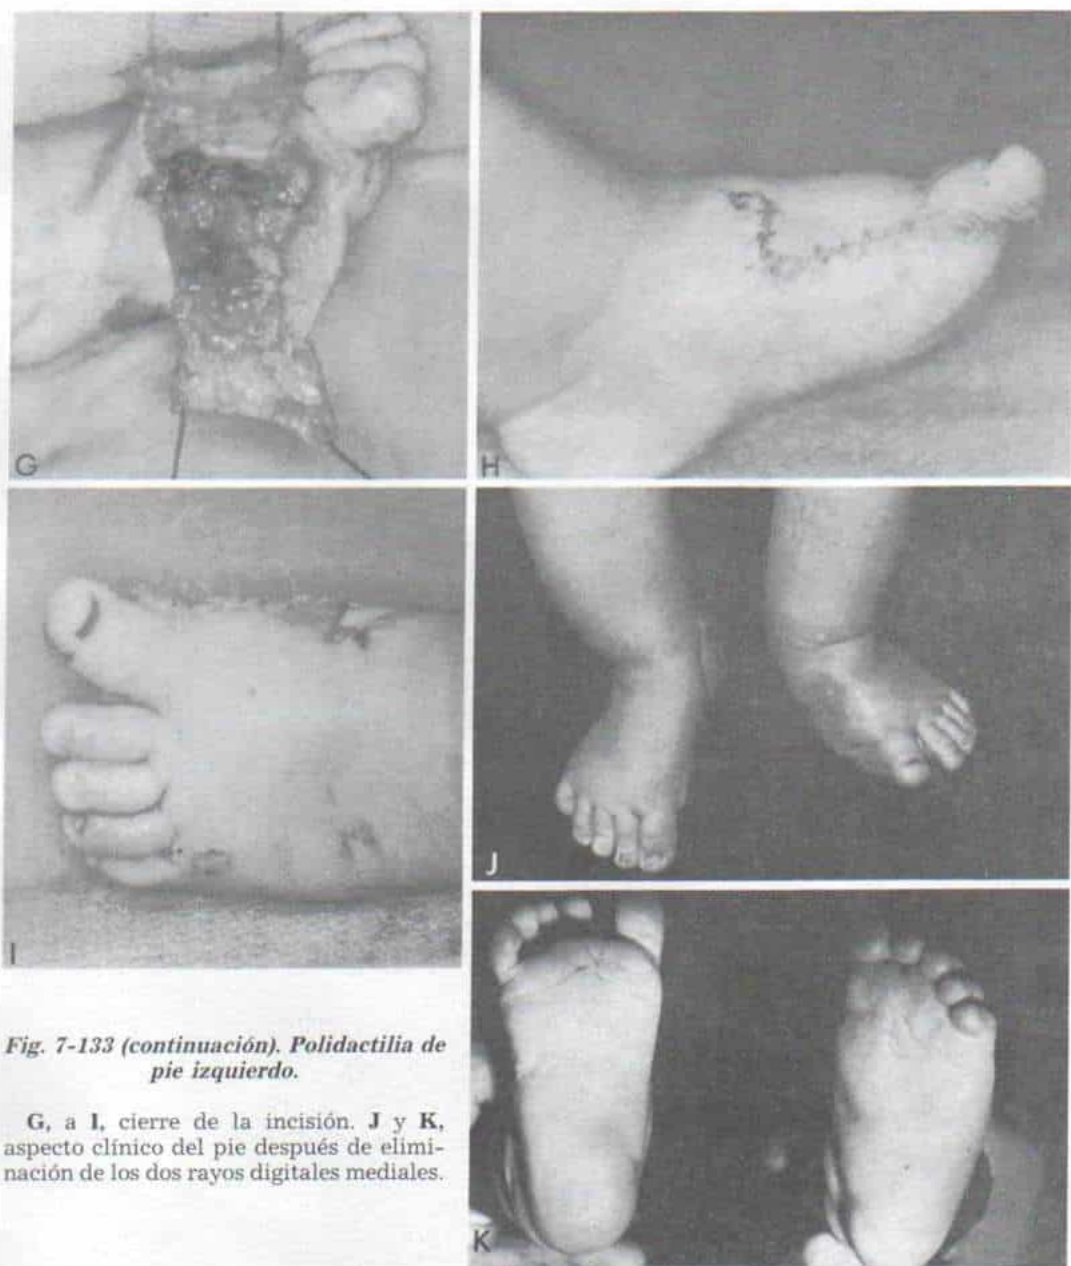 G
H
I
J
K
Fig. 7-133 (continuación). Polidactilia de
pie izquierdo.
G, a I, cierre de la incisión. J y K,
aspecto clínico del pie después de elimi-
nación de los dos rayos digitales mediales.